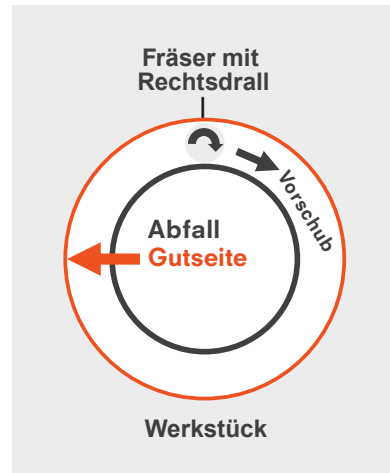 Fräser mit
Rechtsdrall
Vorschub
Abfall
Gutseite
Werkstück